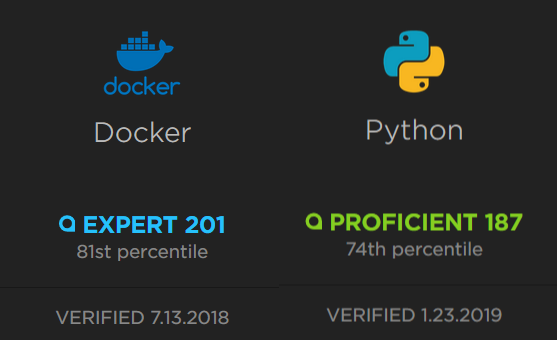 docker
Docker
EXPERT 201
81st percentile
VERIFIED 7.13.2018
Python
PROFICIENT 187
74th percentile
VERIFIED 1.23.2019